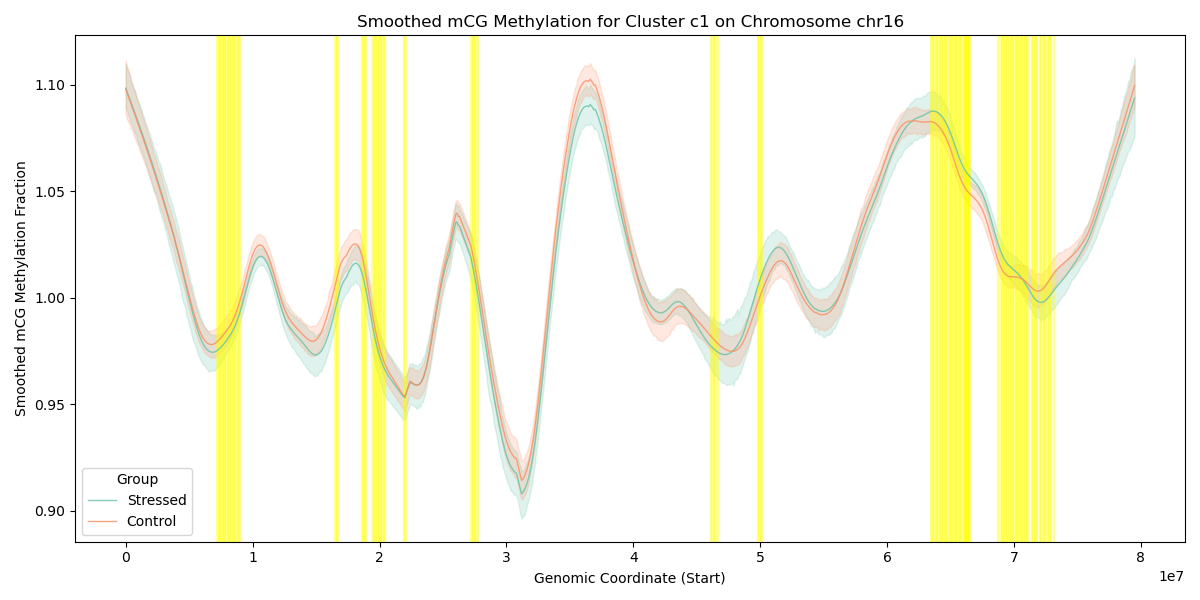 Smoothed mCG Methylation for Cluster c1 on Chromosome chr16
Smoothed mCG Methylation Fraction
1.10
1.05
1.00
0.95
0.90
Group
Stressed
Control
0 1 2 3 4 5 6 7 8
1e7
Genomic Coordinate (Start)